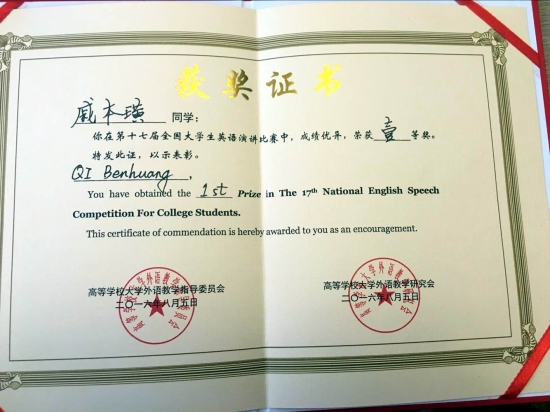 获奖证书
戚本璜 同学：
你在第十七届全国大学生英语演讲比赛中，成绩优异，荣获 壹 等奖。
特发此证，以示表彰。
QI Benhuang ,
You have obtained the 1st Prize in The 17th National English Speech
Competition For College Students.
This certificate of commendation is hereby awarded to you as an encouragement.
高等学校大学外语教学指导委员会
二〇一六年八月五日
高等学校大学外语教学研究会
二〇一六年八月五日